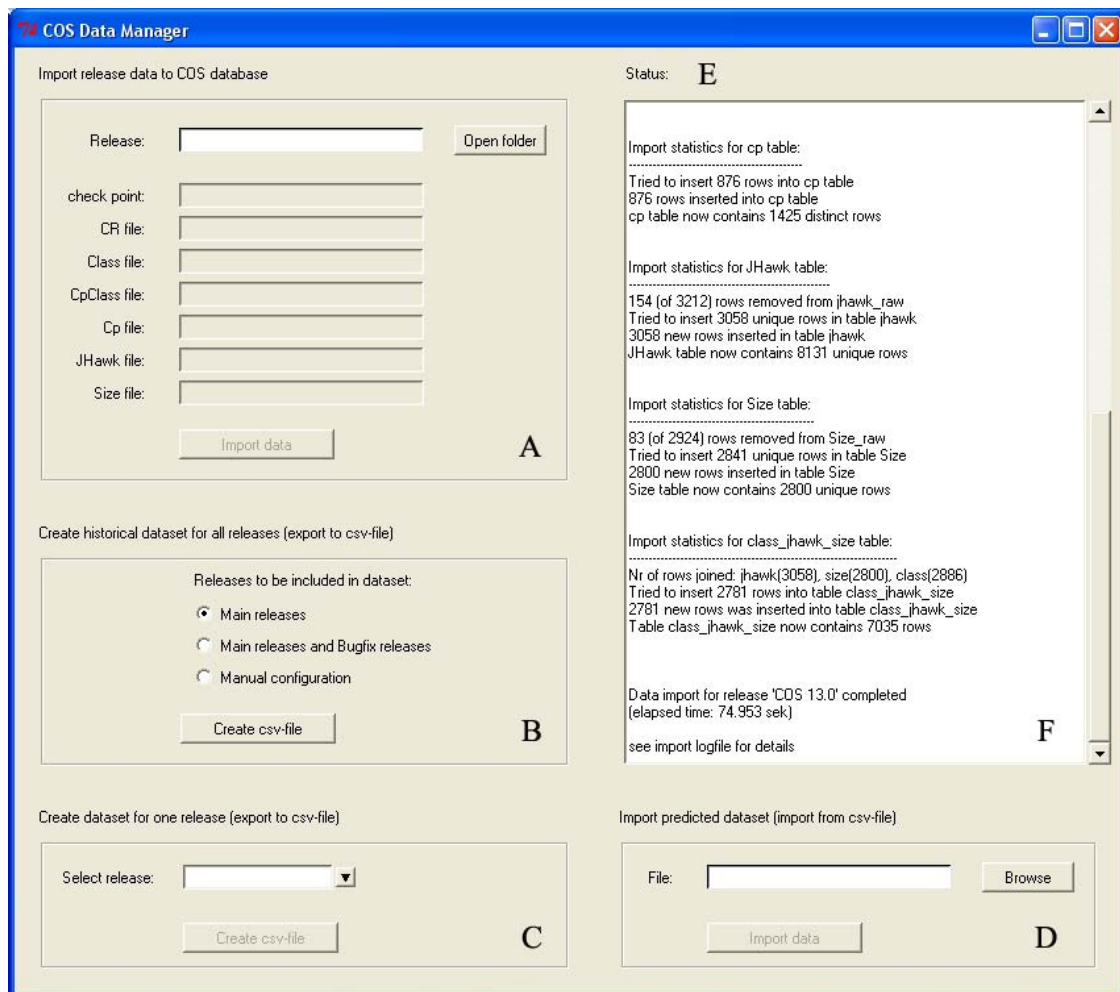 COS Data Manager
Import release data to COS database
Release:
Open folder
check point:
CR file:
Class file:
CpClass file:
Cp file:
JHawk file:
Size file:
Import data
A
Create historical dataset for all releases (export to csv-file)
Releases to be included in dataset:
Main releases
Main releases and Bugfix releases
Manual configuration
Create csv-file
B
Create dataset for one release (export to csv-file)
Select release:
Create csv-file
C
Status:
E
Import statistics for cp table:
------------------------------------------
Tried to insert 876 rows into cp table
876 rows inserted into cp table
cp table now contains 1425 distinct rows
Import statistics for JHawk table:
------------------------------------------------
154 (of 3212) rows removed from jhawk_raw
Tried to insert 3058 unique rows in table jhawk
3058 new rows inserted in table jhawk
JHawk table now contains 8131 unique rows
Import statistics for Size table:
--------------------------------------------
83 (of 2924) rows removed from Size_raw
Tried to insert 2841 unique rows in table Size
2800 new rows inserted in table Size
Size table now contains 2800 unique rows
Import statistics for class_jhawk_size table:
----------------------------------------------------------------
Nr of rows joined: jhawk(3058), size(2800), class(2886)
Tried to insert 2781 rows into table class_jhawk_size
2781 new rows was inserted into table class_jhawk_size
Table class_jhawk_size now contains 7035 rows
Data import for release 'COS 13.0' completed
(elapsed time: 74.953 sek)
see import logfile for details
F
Import predicted dataset (import from csv-file)
File:
Browse
Import data
D